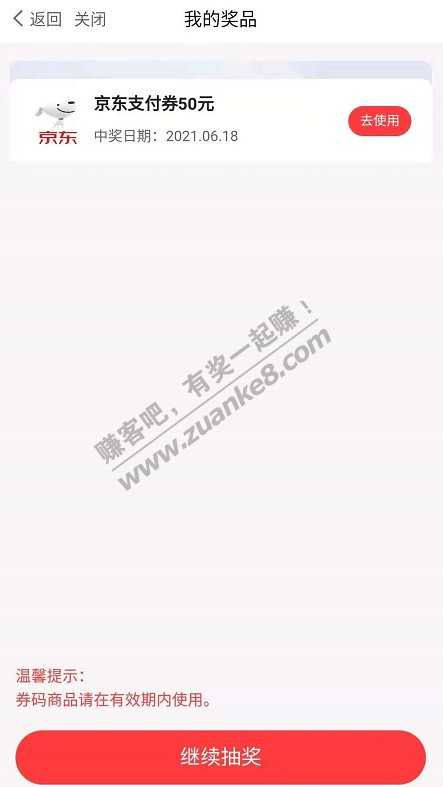 返回 关闭 我的奖品
京东支付券50元
京东
中奖日期：2021.06.18
去使用
赚客吧，有奖一起赚！
www.zuanke8.com
温馨提示：
券码商品请在有效期内使用。
继续抽奖